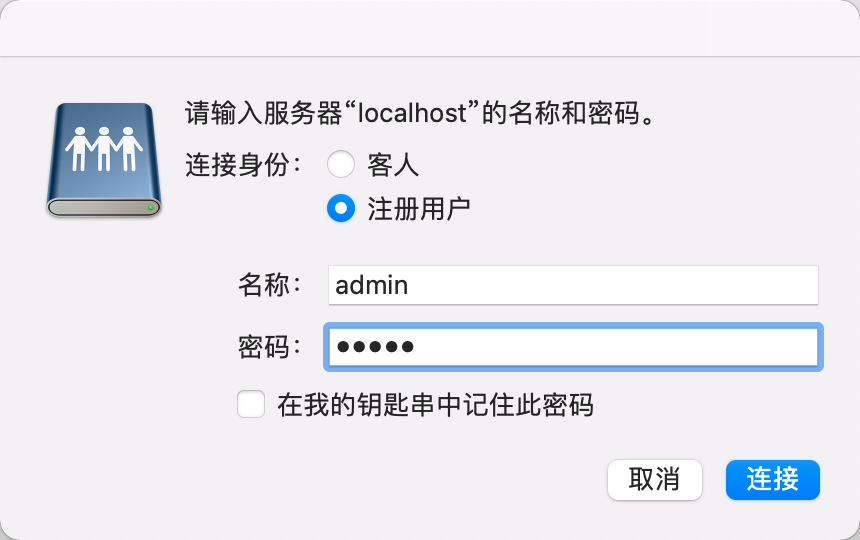 请输入服务器“localhost”的名称和密码。
连接身份： 客人
注册用户
名称： admin
密码： •••••
在我的钥匙串中记住此密码
取消 连接